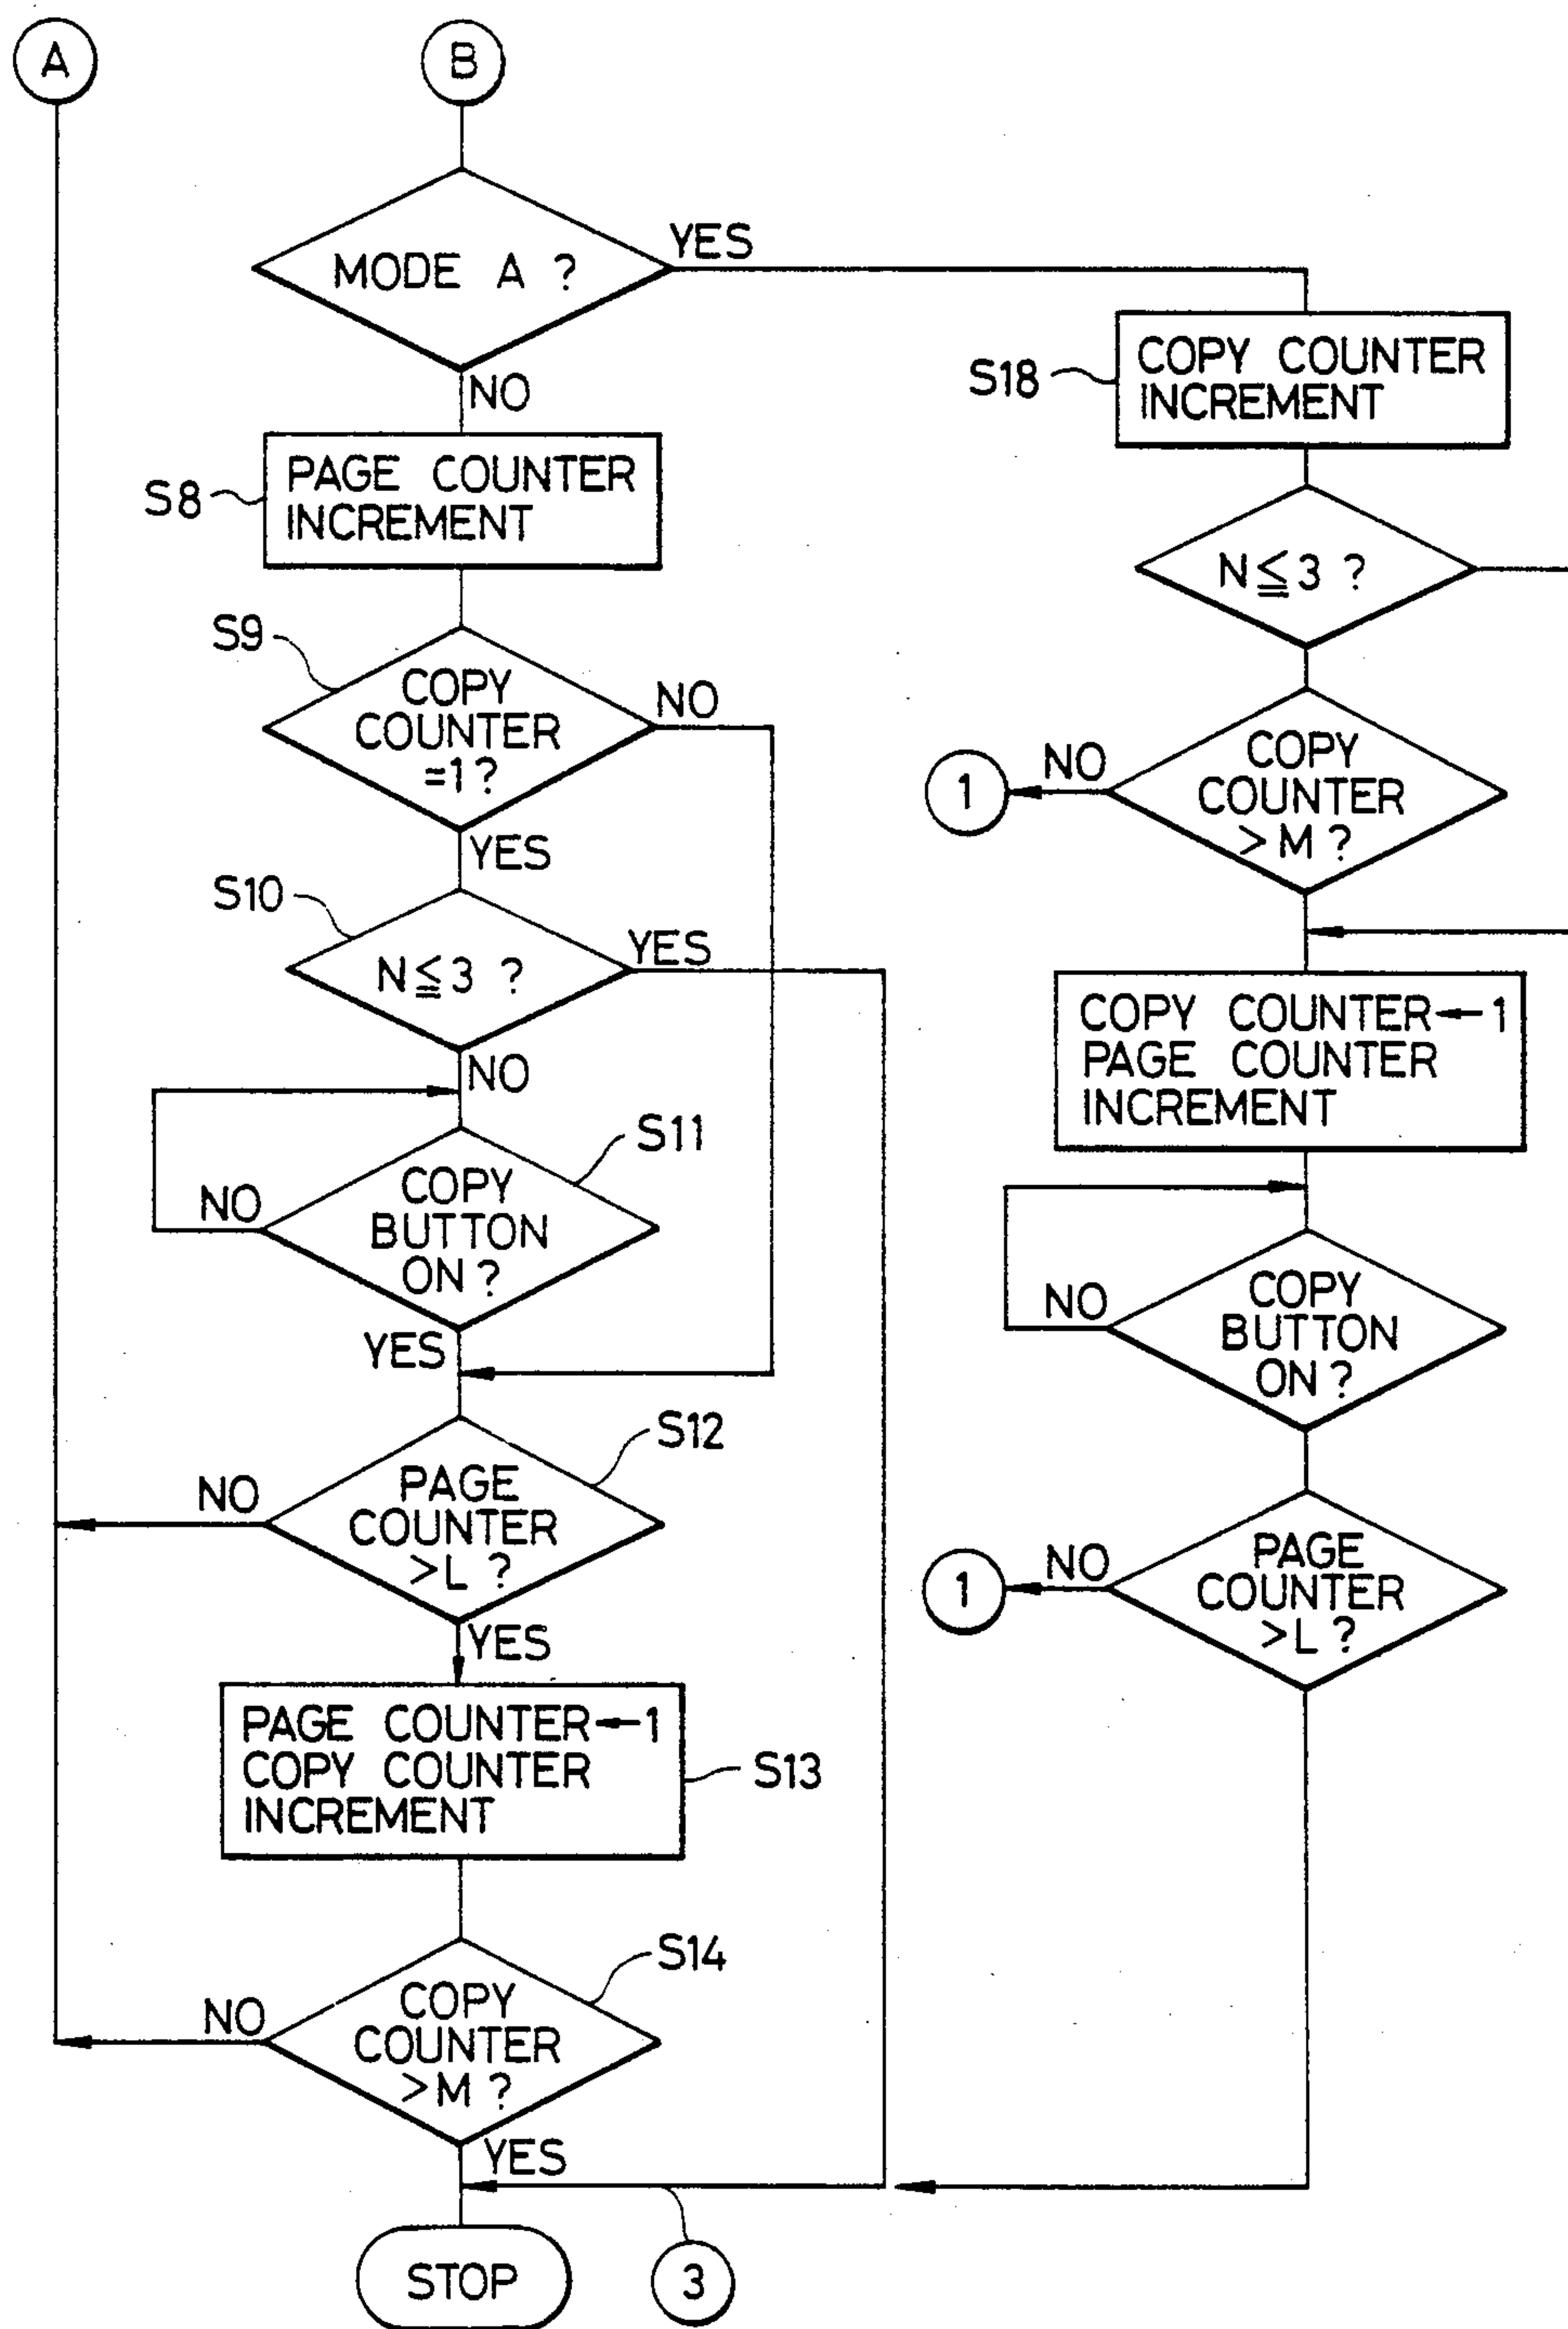 A
B
MODE A ?
YES
NO
S8
PAGE COUNTER
INCREMENT
S9
COPY
COUNTER
=1?
NO
YES
S10
N≦3 ?
YES
NO
S11
COPY
BUTTON
ON?
NO
YES
S12
PAGE
COUNTER
>L ?
NO
YES
PAGE COUNTER←1
COPY COUNTER
INCREMENT
S13
S14
COPY
COUNTER
>M ?
NO
YES
STOP
3
S18
COPY COUNTER
INCREMENT
N≦3 ?
COPY
COUNTER
>M ?
NO
1
COPY COUNTER←1
PAGE COUNTER
INCREMENT
COPY
BUTTON
ON?
NO
PAGE
COUNTER
>L ?
NO
1